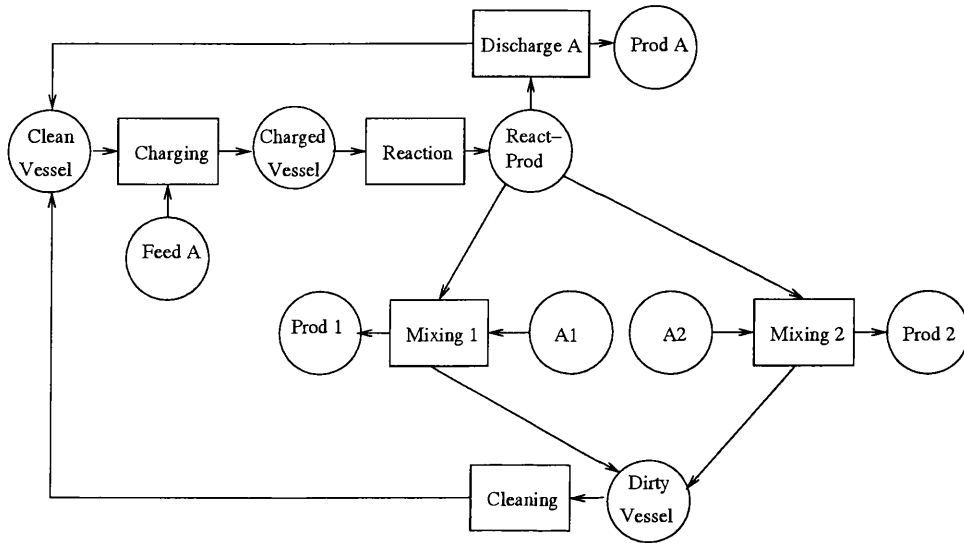 Discharge A
Prod A
Clean
Vessel
Charging
Charged
Vessel
Reaction
React–
Prod
Feed A
Prod 1
Mixing 1
A1
A2
Mixing 2
Prod 2
Cleaning
Dirty
Vessel